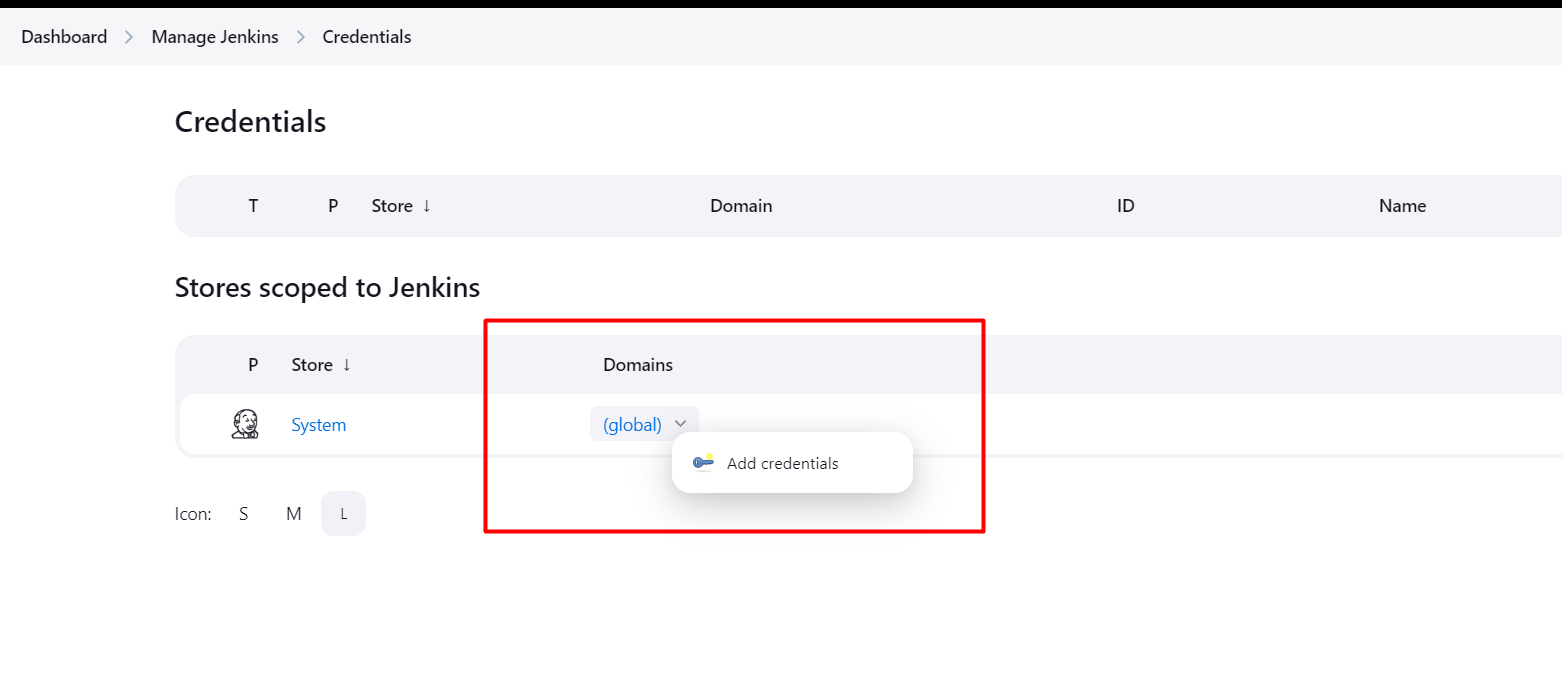 Dashboard > Manage Jenkins > Credentials
Credentials
T P Store ↓ Domain ID Name
Stores scoped to Jenkins
P Store ↓ Domains
System (global)
Add credentials
Icon: S M L